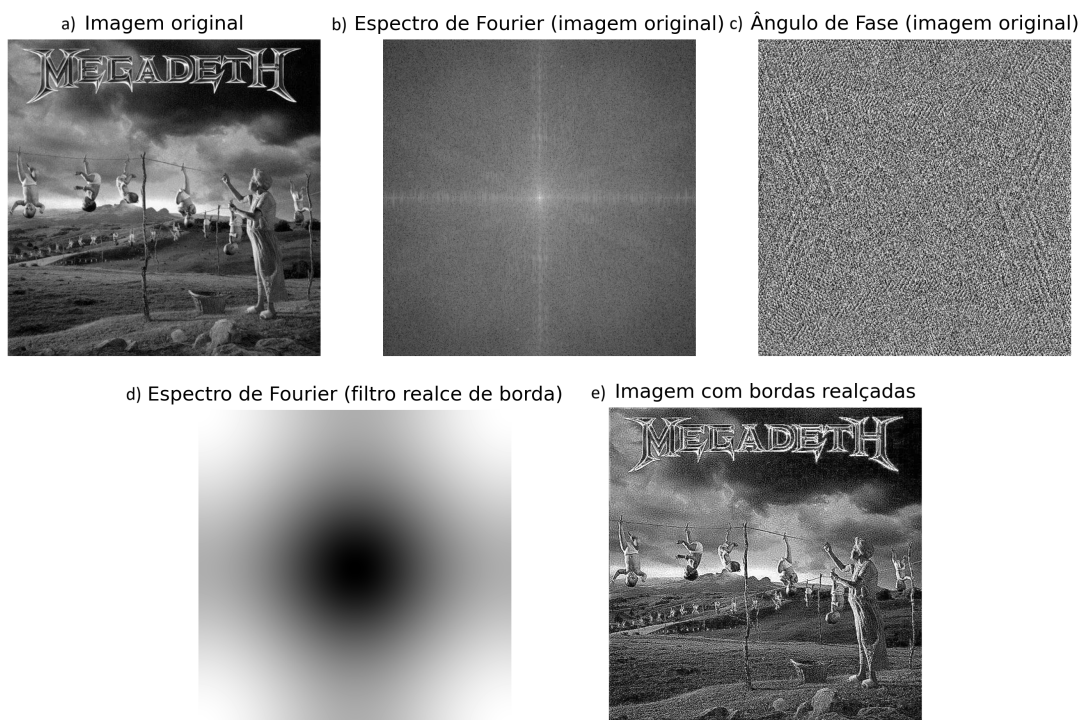 a) Imagem original
b) Espectro de Fourier (imagem original)
c) Ângulo de Fase (imagem original)
MEGADETH
d) Espectro de Fourier (filtro realce de borda)
e) Imagem com bordas realçadas
MEGADETH